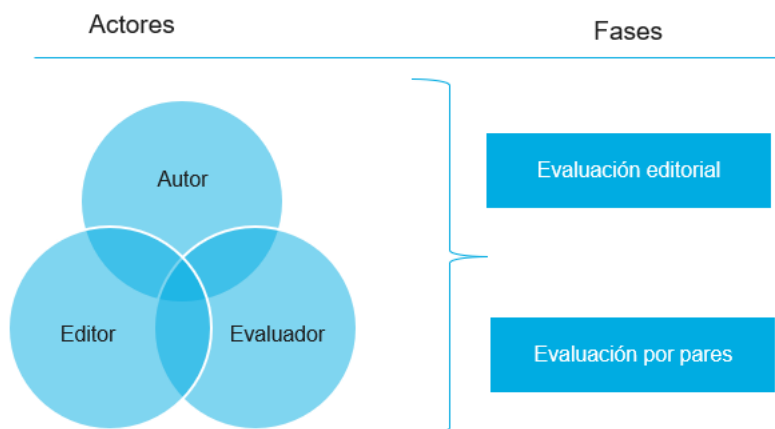 Actores
Fases
Autor
Editor
Evaluador
Evaluación editorial
Evaluación por pares